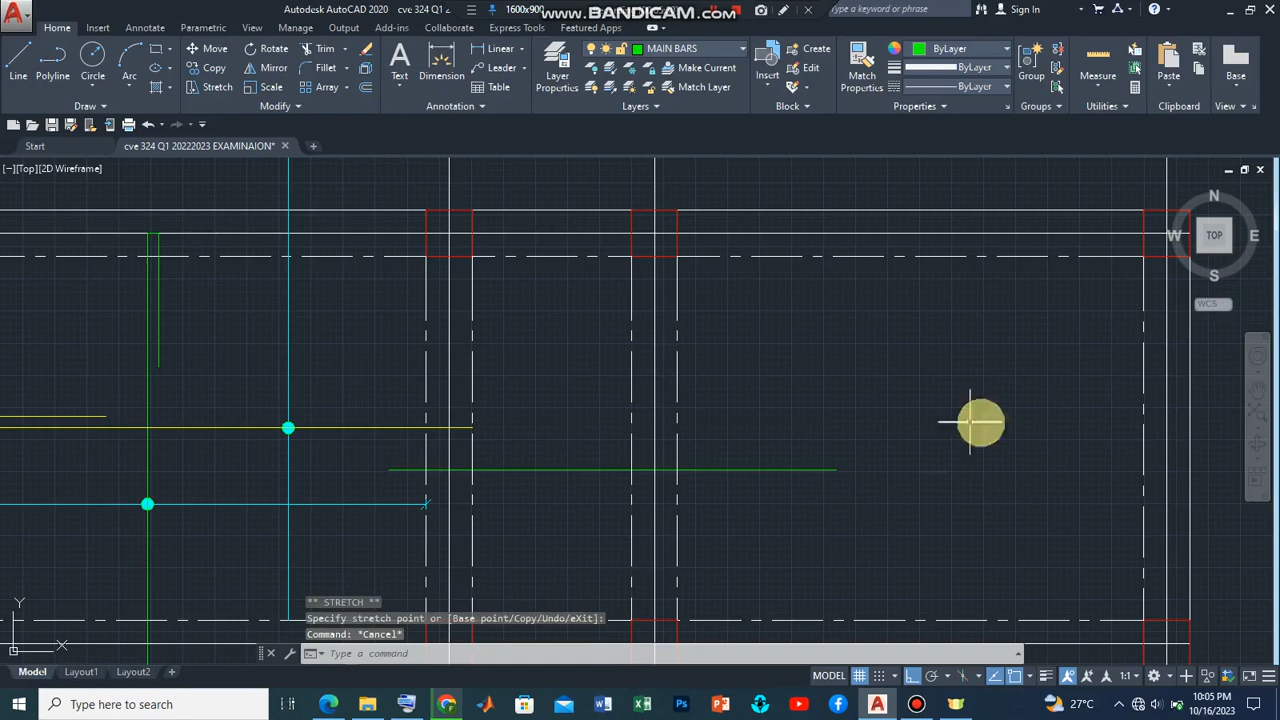 Autodesk AutoCAD 2020 cve 324 Q1 1600x900 www.BANDICAM.com Type a keyword or phrase Sign In
Home Insert Annotate Parametric View Manage Output Add-ins Collaborate Express Tools Featured Apps
Line Polyline Circle Arc
Move Rotate Trim
Copy Mirror Fillet
Stretch Scale Array
Text Dimension
Linear
Leader
Table
Layer Properties
MAIN BARS
Make Current
Match Layer
Insert
Create
Edit
Match Properties
ByLayer
ByLayer
ByLayer
Group Measure Paste Base
Draw Modify Annotation Layers Block Properties Groups Utilities Clipboard View
Start cve 324 Q1 20222023 EXAMINAION*
[−][Top][2D Wireframe]
N
W TOP E
S
WCS
** STRETCH **
Specify stretch point or [Base point/Copy/Undo/eXit]:
Command: *Cancel*
Y
X
Type a command
Model Layout1 Layout2 MODEL 1:1
Type here to search 27°C 10:05 PM
10/16/2023